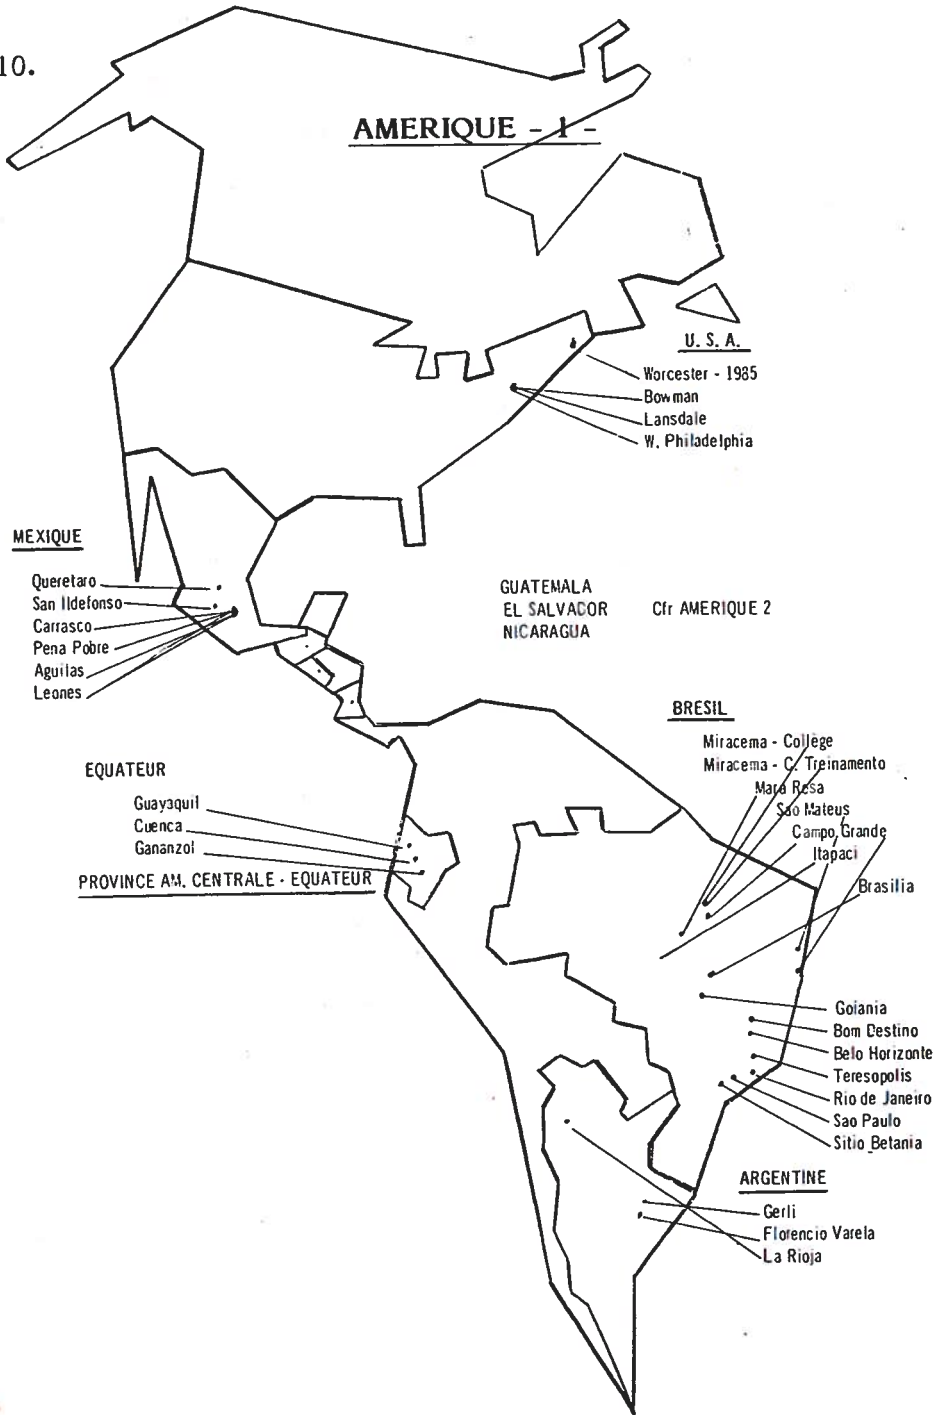 10.
AMERIQUE - 1 -
U. S. A.
Worcester - 1985
Bowman
Lansdale
W. Philadelphia
MEXIQUE
Queretaro
San Ildefonso
Carrasco
Pena Pobre
Aguilas
Leones
GUATEMALA
EL SALVADOR Cfr AMERIQUE 2
NICARAGUA
BRESIL
Miracema - Collège
Miracema - C. Treinamento
Mara Rosa
Sao Mateus
Campo Grande
Itapaci
Brasilia
EQUATEUR
Guayaquil
Cuenca
Gananzol
PROVINCE AM. CENTRALE - EQUATEUR
Goiania
Bom Destino
Belo Horizonte
Teresopolis
Rio de Janeiro
Sao Paulo
Sitio Betania
ARGENTINE
Gerli
Florencio Varela
La Rioja